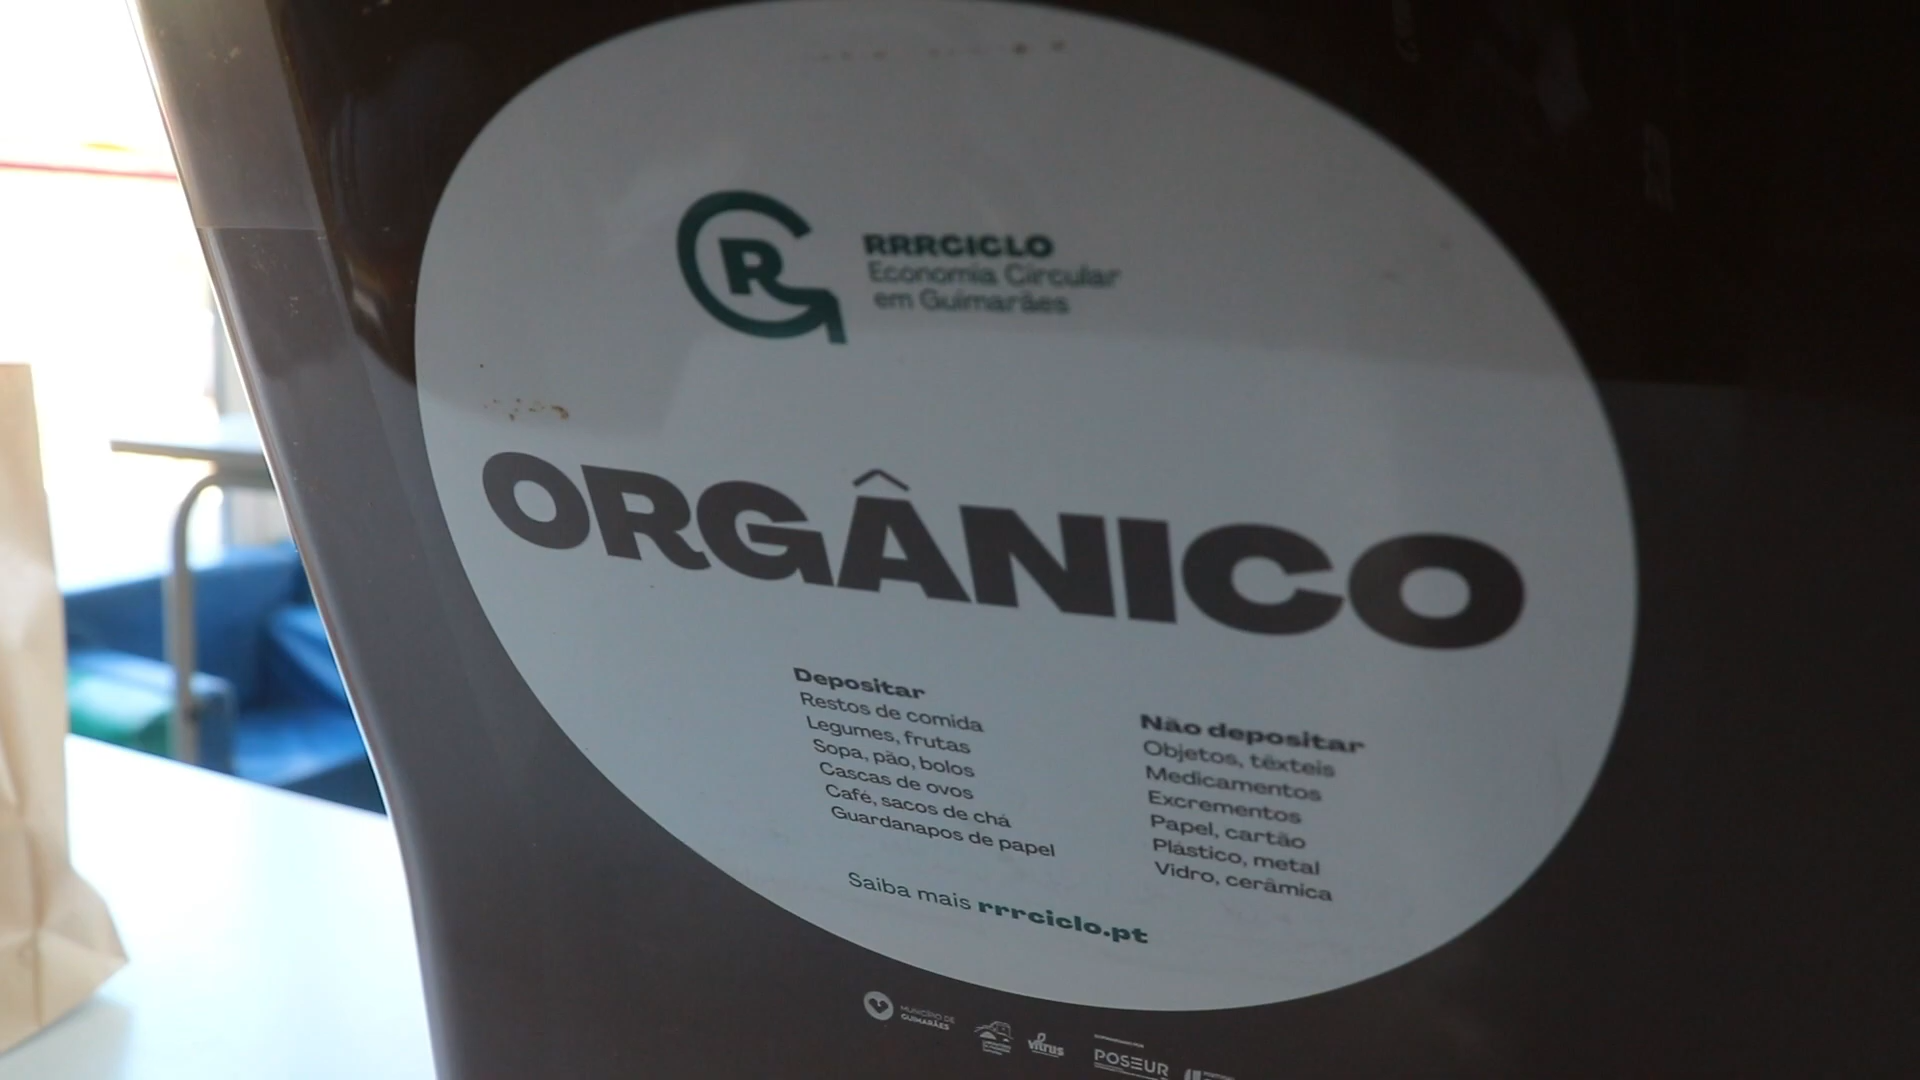 R
RRRCICLO
Economia Circular
em Guimarães
ORGÂNICO
Depositar
Restos de comida
Legumes, frutas
Sopa, pão, bolos
Cascas de ovos
Café, sacos de chá
Guardanapos de papel
Não depositar
Objetos, têxteis
Medicamentos
Excrementos
Papel, cartão
Plástico, metal
Vidro, cerâmica
Saiba mais rrrciclo.pt
MUNICÍPIO DE
GUIMARÃES
vitrus
POSEUR